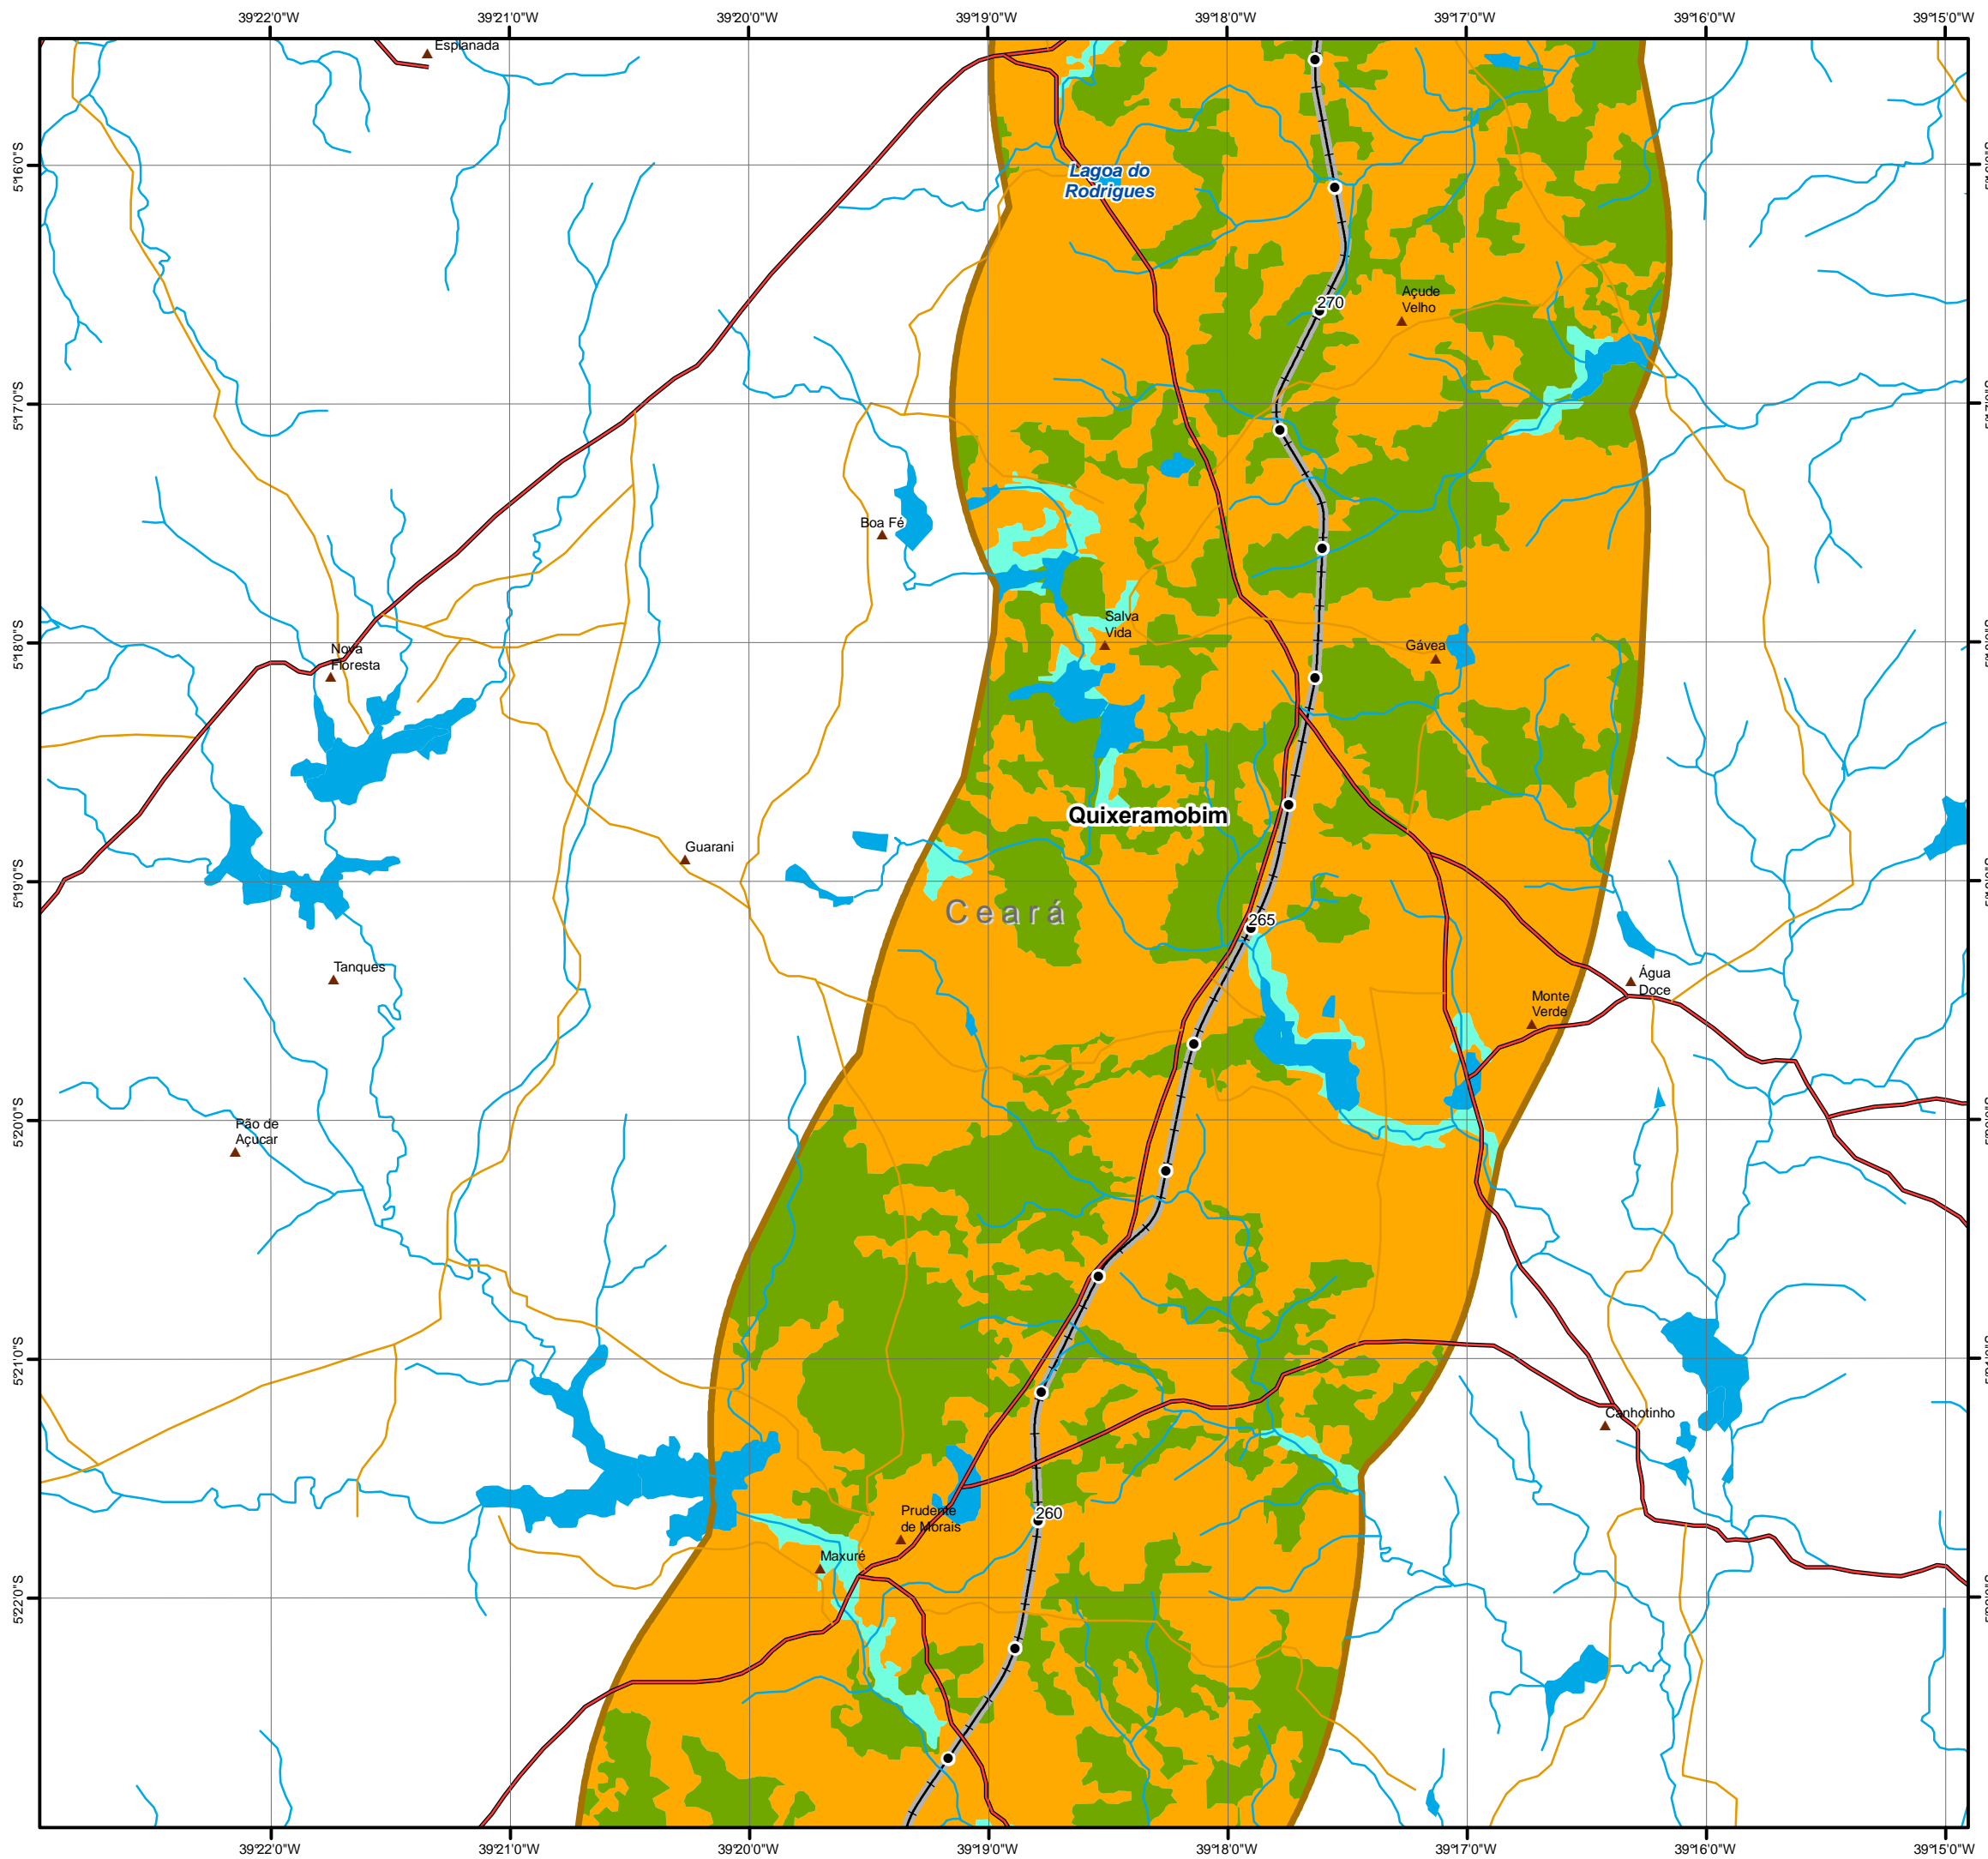 39°22'0"W
39°21'0"W
39°20'0"W
39°19'0"W
39°18'0"W
39°17'0"W
39°16'0"W
39°15'0"W
Esplanada
5°16'0"S
Lagoa do
Rodrigues
270
Açude
Velho
5°17'0"S
Boa Fé
Salva
Vida
5°18'0"S
Nova
Floresta
Gávea
Quixeramobim
Guarani
5°19'0"S
Ceará
265
Tanques
Água
Doce
Monte
Verde
5°20'0"S
Pão de
Açucar
5°21'0"S
Canhotinho
Prudente
de Morais
260
Maxuré
5°22'0"S
39°22'0"W
39°21'0"W
39°20'0"W
39°19'0"W
39°18'0"W
39°17'0"W
39°16'0"W
39°15'0"W